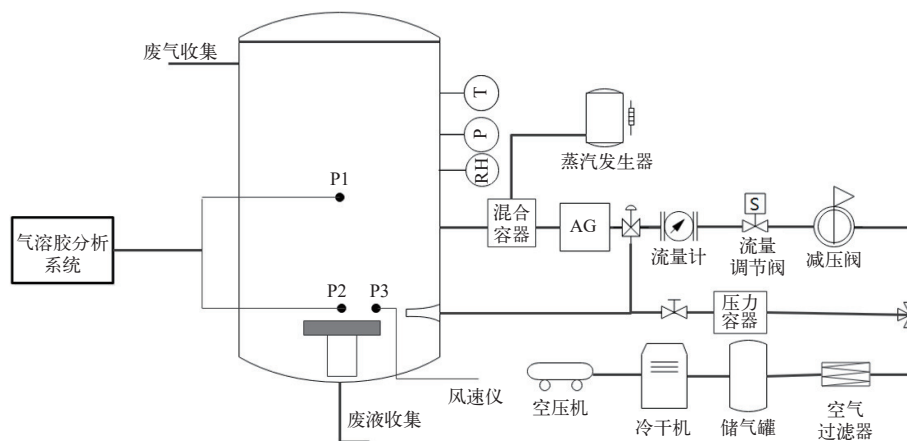 废气收集
T
P
RH
蒸汽发生器
P1
混合
容器
AG
S
流量计
流量
调节阀
减压阀
气溶胶分析
系统
P2
P3
压力
容器
风速仪
空压机
冷干机
储气罐
空气
过滤器
废液收集